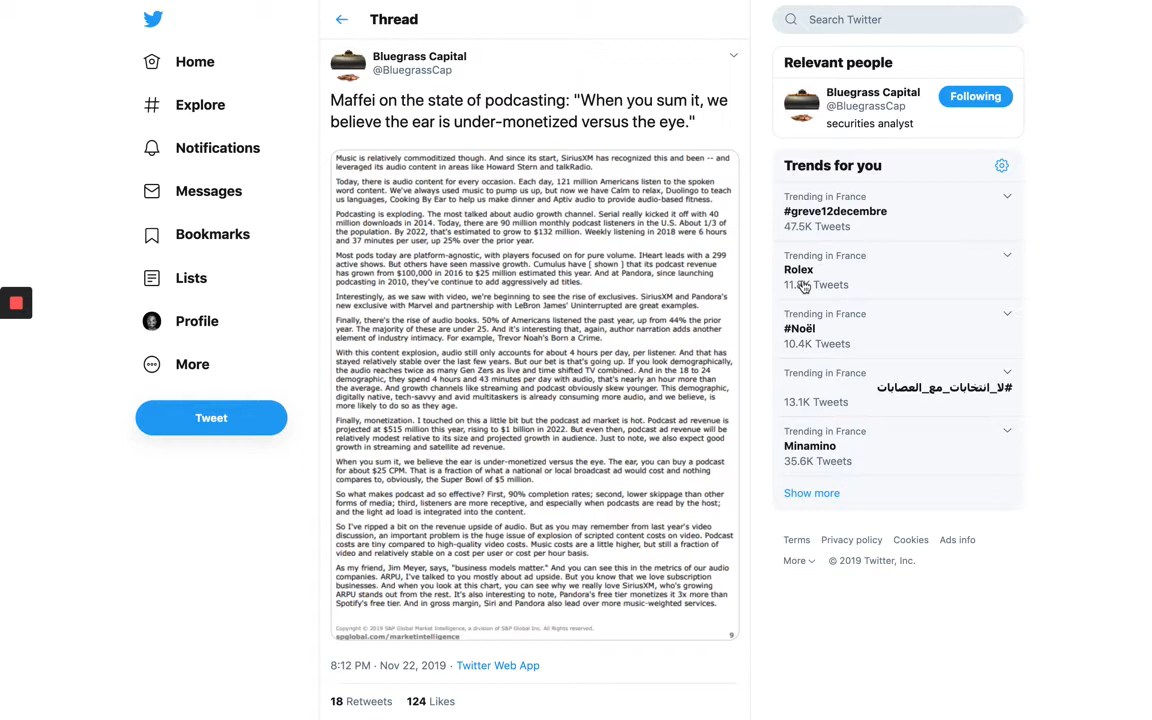 Home
Explore
Notifications
Messages
Bookmarks
Lists
Profile
More
Tweet
Thread
Bluegrass Capital
@BluegrassCap
Maffei on the state of podcasting: "When you sum it, we
believe the ear is under-monetized versus the eye."
Music is relatively commoditized though. And since its start, SiriusXM has recognized this and been -- and
leveraged its audio content in areas like Howard Stern and talkRadio.
Today, there is audio content for every occasion. Each day, 121 million Americans listen to the spoken
word content. We've always used music to pump us up, but now we have Calm to relax, Duolingo to teach
us languages, Cooking By Ear to help us make dinner and Aptiv audio to provide audio-based fitness.
Podcasting is exploding. The most talked about audio growth channel. Serial really kicked it off with 40
million downloads in 2014. Today, there are 90 million monthly podcast listeners in the U.S. About 1/3 of
the population. By 2022, that's estimated to grow to $132 million. Weekly listening in 2018 were 6 hours
and 37 minutes per user, up 25% over the prior year.
Most pods today are platform-agnostic, with players focused on for pure volume. IHeart leads with a 299
active shows. But others have seen massive growth. Cumulus have [ shown ] that its podcast revenue
has grown from $100,000 in 2016 to $25 million estimated this year. And at Pandora, since launching
podcasting in 2010, they've continue to add aggressively ad titles.
Interestingly, as we saw with video, we're beginning to see the rise of exclusives. SiriusXM and Pandora's
new exclusive with Marvel and partnership with LeBron James' Uninterrupted are great examples.
Finally, there's the rise of audio books. 50% of Americans listened the past year, up from 44% the prior
year. The majority of these are under 25. And it's interesting that, again, author narration adds another
element of industry intimacy. For example, Trevor Noah's Born a Crime.
With this content explosion, audio still only accounts for about 4 hours per day, per listener. And that has
stayed relatively stable over the last few years. But our bet is that's going up. If you look demographically,
the audio reaches twice as many Gen Zers as live and time shifted TV combined. And in the 18 to 24
demographic, they spend 4 hours and 43 minutes per day with audio, that's nearly an hour more than
the average. And growth channels like streaming and podcast obviously skew younger. This demographic,
digitally native, tech-savvy and avid multitaskers is already consuming more audio, and we believe, is
more likely to do so as they age.
Finally, monetization. I touched on this a little bit but the podcast ad market is hot. Podcast ad revenue is
projected at $515 million this year, rising to $1 billion in 2022. But even then, podcast ad revenue will be
relatively modest relative to its size and projected growth in audience. Just to note, we also expect good
growth in streaming and satellite ad revenue.
When you sum it, we believe the ear is under-monetized versus the eye. The ear, you can buy a podcast
for about $25 CPM. That is a fraction of what a national or local broadcast ad would cost and nothing
compares to, obviously, the Super Bowl of $5 million.
So what makes podcast ad so effective? First, 90% completion rates; second, lower skippage than other
forms of media; third, listeners are more receptive, and especially when podcasts are read by the host;
and the light ad load is integrated into the content.
So I've ripped a bit on the revenue upside of audio. But as you may remember from last year's video
discussion, an important problem is the huge issue of explosion of scripted content costs on video. Podcast
costs are tiny compared to high-quality video costs. Music costs are a little higher, but still a fraction of
video and relatively stable on a cost per user or cost per hour basis.
As my friend, Jim Meyer, says, "business models matter." And you can see this in the metrics of our audio
companies. ARPU, I've talked to you mostly about ad upside. But you know that we love subscription
businesses. And when you look at this chart, you can see why we really love SiriusXM, who's growing
ARPU stands out from the rest. It's also interesting to note, Pandora's free tier monetizes it 3x more than
Spotify's free tier. And in gross margin, Siri and Pandora also lead over more music-weighted services.
Copyright © 2019 S&P Global Market Intelligence, a division of S&P Global Inc. All Rights reserved.
spglobal.com/marketintelligence
9
8:12 PM · Nov 22, 2019 · Twitter Web App
18 Retweets 124 Likes
Search Twitter
Relevant people
Bluegrass Capital
@BluegrassCap
Following
securities analyst
Trends for you
Trending in France
#greve12decembre
47.5K Tweets
Trending in France
Rolex
Tweets
Trending in France
#Noël
10.4K Tweets
Trending in France
#لا_انتخابات_مع_العصابات
13.1K Tweets
Trending in France
Minamino
35.6K Tweets
Show more
Terms Privacy policy Cookies Ads info
More © 2019 Twitter, Inc.